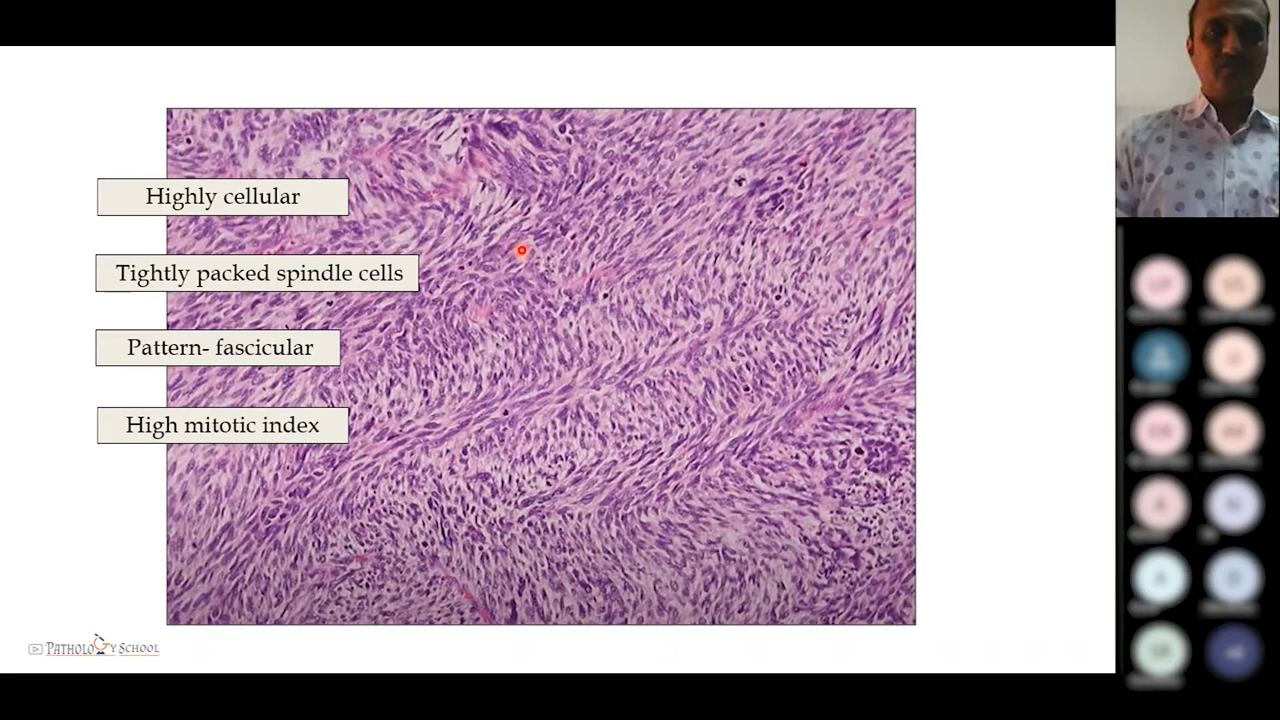 Highly cellular
Tightly packed spindle cells
Pattern- fascicular
High mitotic index
PATHOLOGY SCHOOL